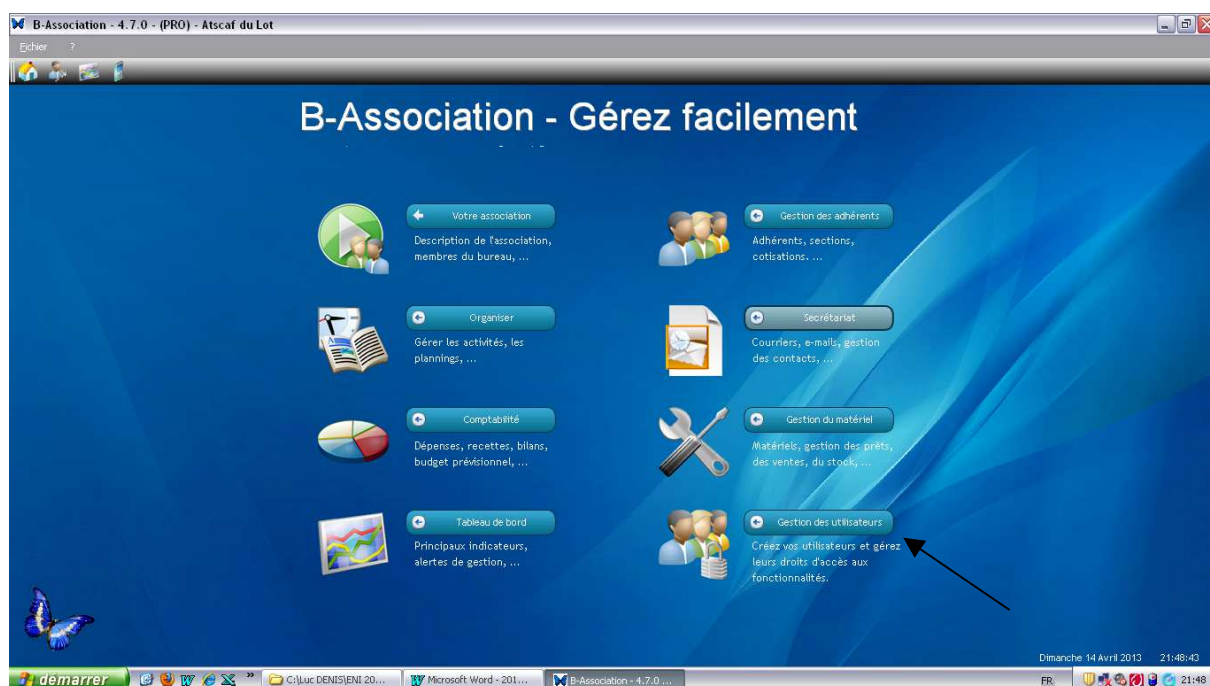 B-Association - 4.7.0 - (PRO) - Atscaf du Lot
Fichier ?
B-Association - Gérez facilement
Votre association
Description de l'association,
membres du bureau, ...
Gestion des adhérents
Adhérents, sections,
cotisations. ...
Organiser
Gérer les activités, les
plannings, ...
Secrétariat
Courriers, e-mails, gestion
des contacts, ...
Comptabilité
Dépenses, recettes, bilans,
budget prévisionnel, ...
Gestion du matériel
Matériels, gestion des prêts,
des ventes, du stock, ...
Tableau de bord
Principaux indicateurs,
alertes de gestion, ...
Gestion des utilisateurs
Créez vos utilisateurs et gérez
leurs droits d'accès aux
fonctionnalités.
Dimanche 14 Avril 2013 21:48:43
démarrer » C:\Luc DENIS\ENI 20... Microsoft Word - 201... B-Association - 4.7.0 ... FR 21:48